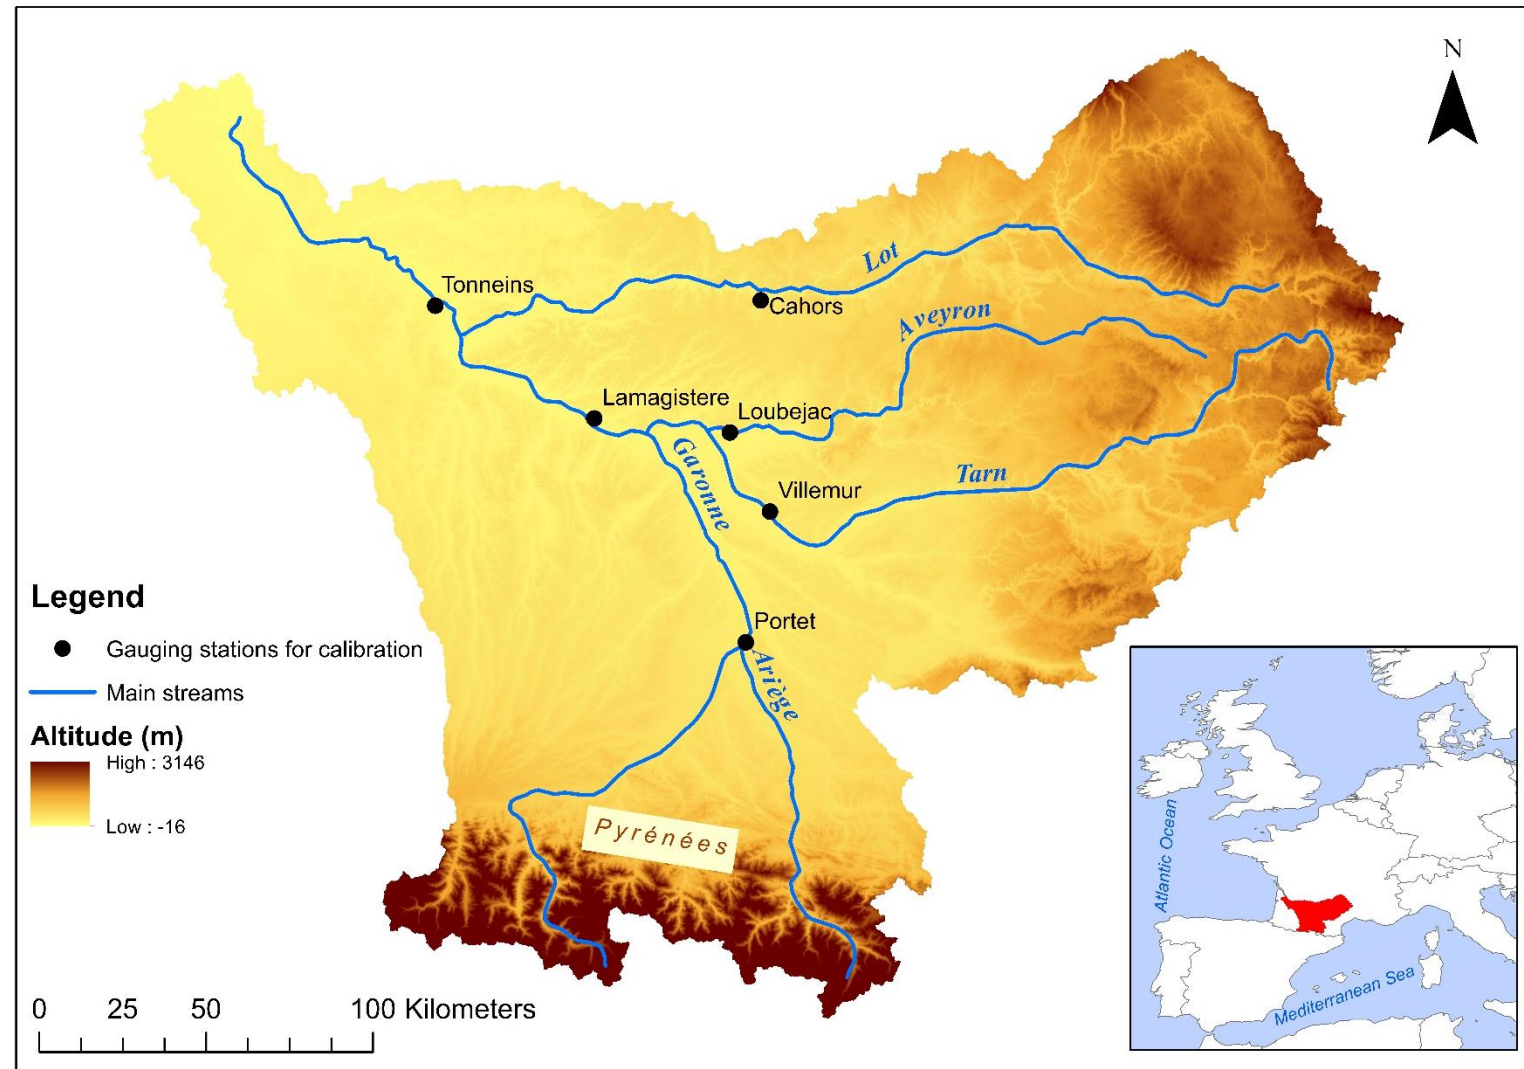 N
Tonneins
Lot
Cahors
Aveyron
Lamagistere
Loubejac
Garonne
Villemur
Tarn
Portet
Ariège
Pyrénées
Legend
Gauging stations for calibration
Main streams
Altitude (m)
High : 3146
Low : -16
0 25 50 100 Kilometers
Atlantic Ocean
Mediterranean Sea